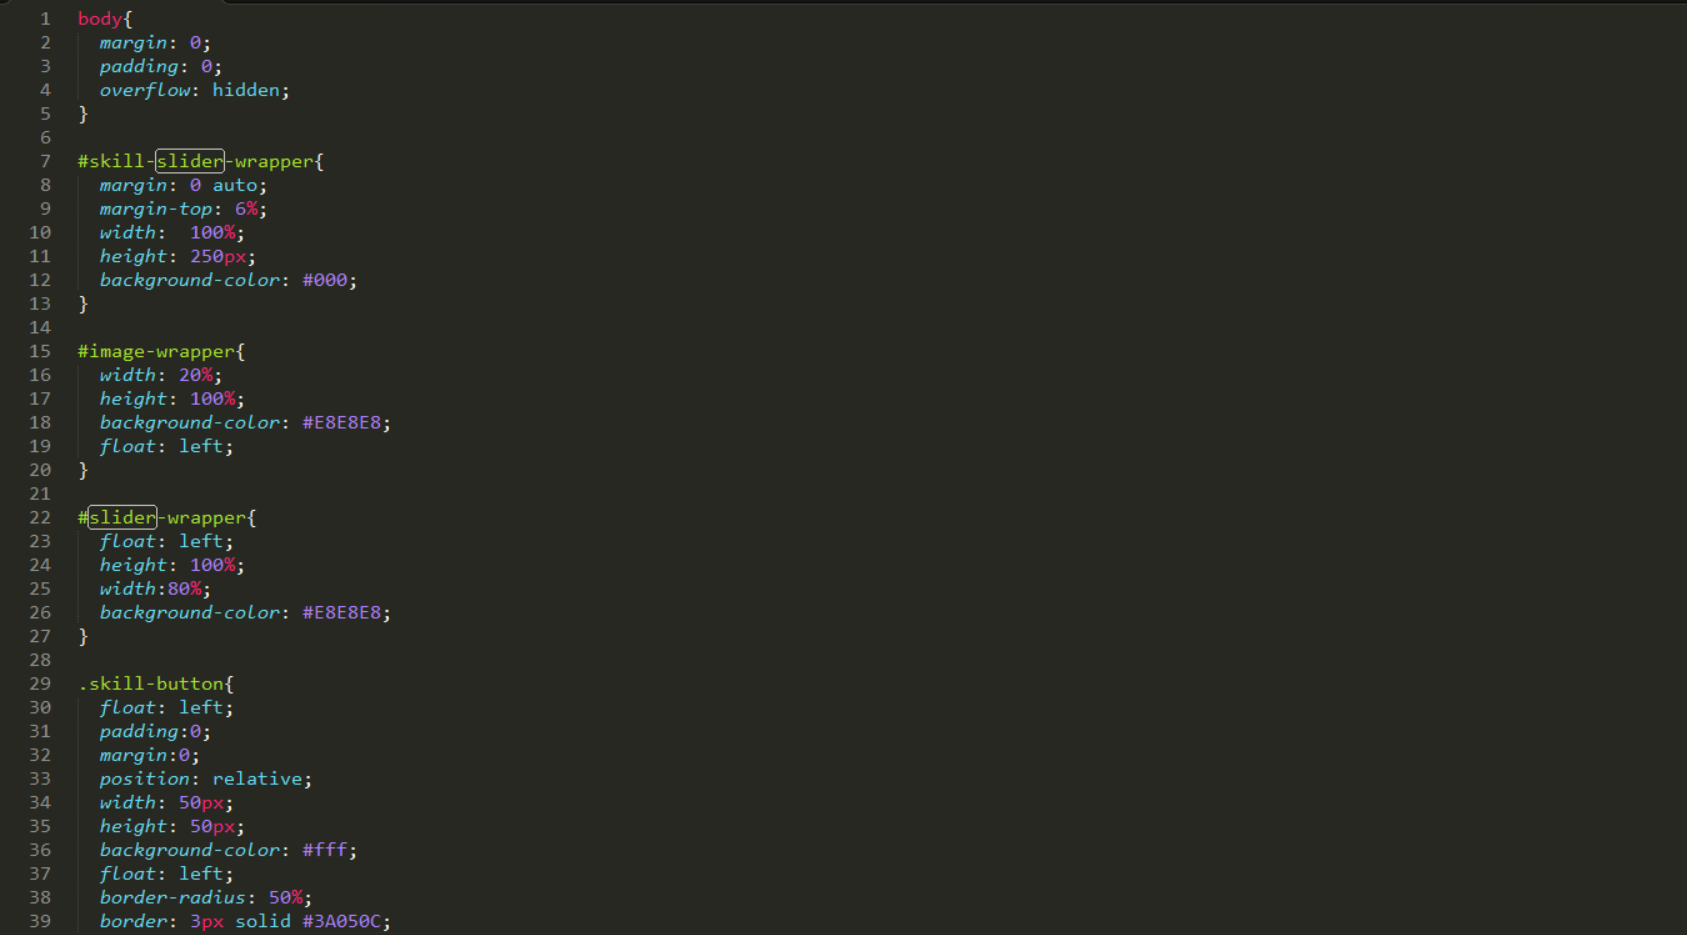 1 body{
2 margin: 0;
3 padding: 0;
4 overflow: hidden;
5 }
6
7 #skill-slider-wrapper{
8 margin: 0 auto;
9 margin-top: 6%;
10 width:  100%;
11 height: 250px;
12 background-color: #000;
13 }
14
15 #image-wrapper{
16 width: 20%;
17 height: 100%;
18 background-color: #E8E8E8;
19 float: left;
20 }
21
22 #slider-wrapper{
23 float: left;
24 height: 100%;
25 width:80%;
26 background-color: #E8E8E8;
27 }
28
29 .skill-button{
30 float: left;
31 padding:0;
32 margin:0;
33 position: relative;
34 width: 50px;
35 height: 50px;
36 background-color: #fff;
37 float: left;
38 border-radius: 50%;
39 border: 3px solid #3A050C;